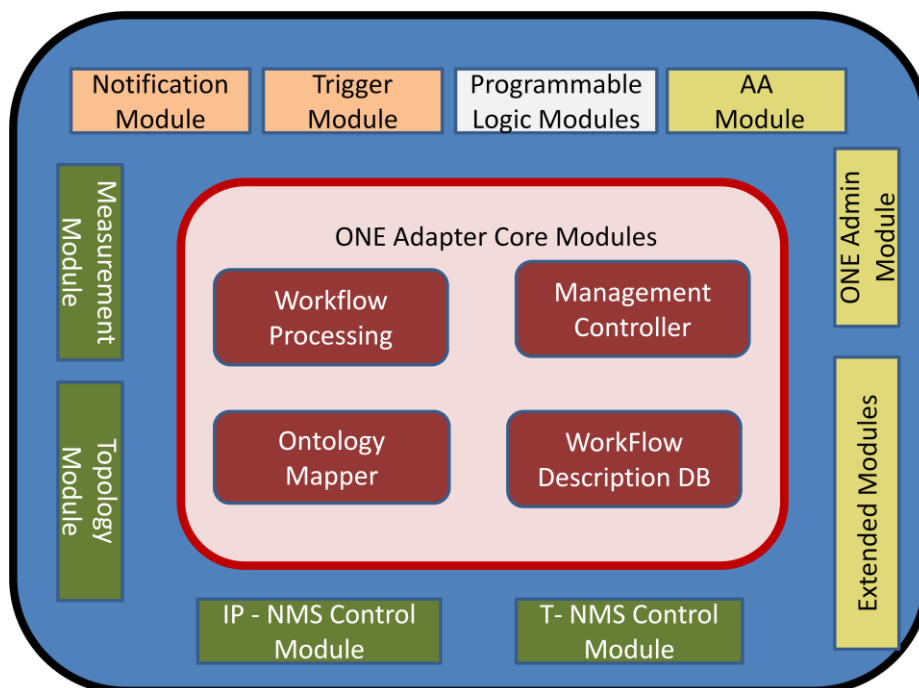 Notification
Module
Trigger
Module
Programmable
Logic Modules
AA
Module
Measurement
Module
Topology
Module
ONE Adapter Core Modules
Workflow
Processing
Management
Controller
Ontology
Mapper
WorkFlow
Description DB
ONE Admin
Module
Extended Modules
IP - NMS Control
Module
T- NMS Control
Module